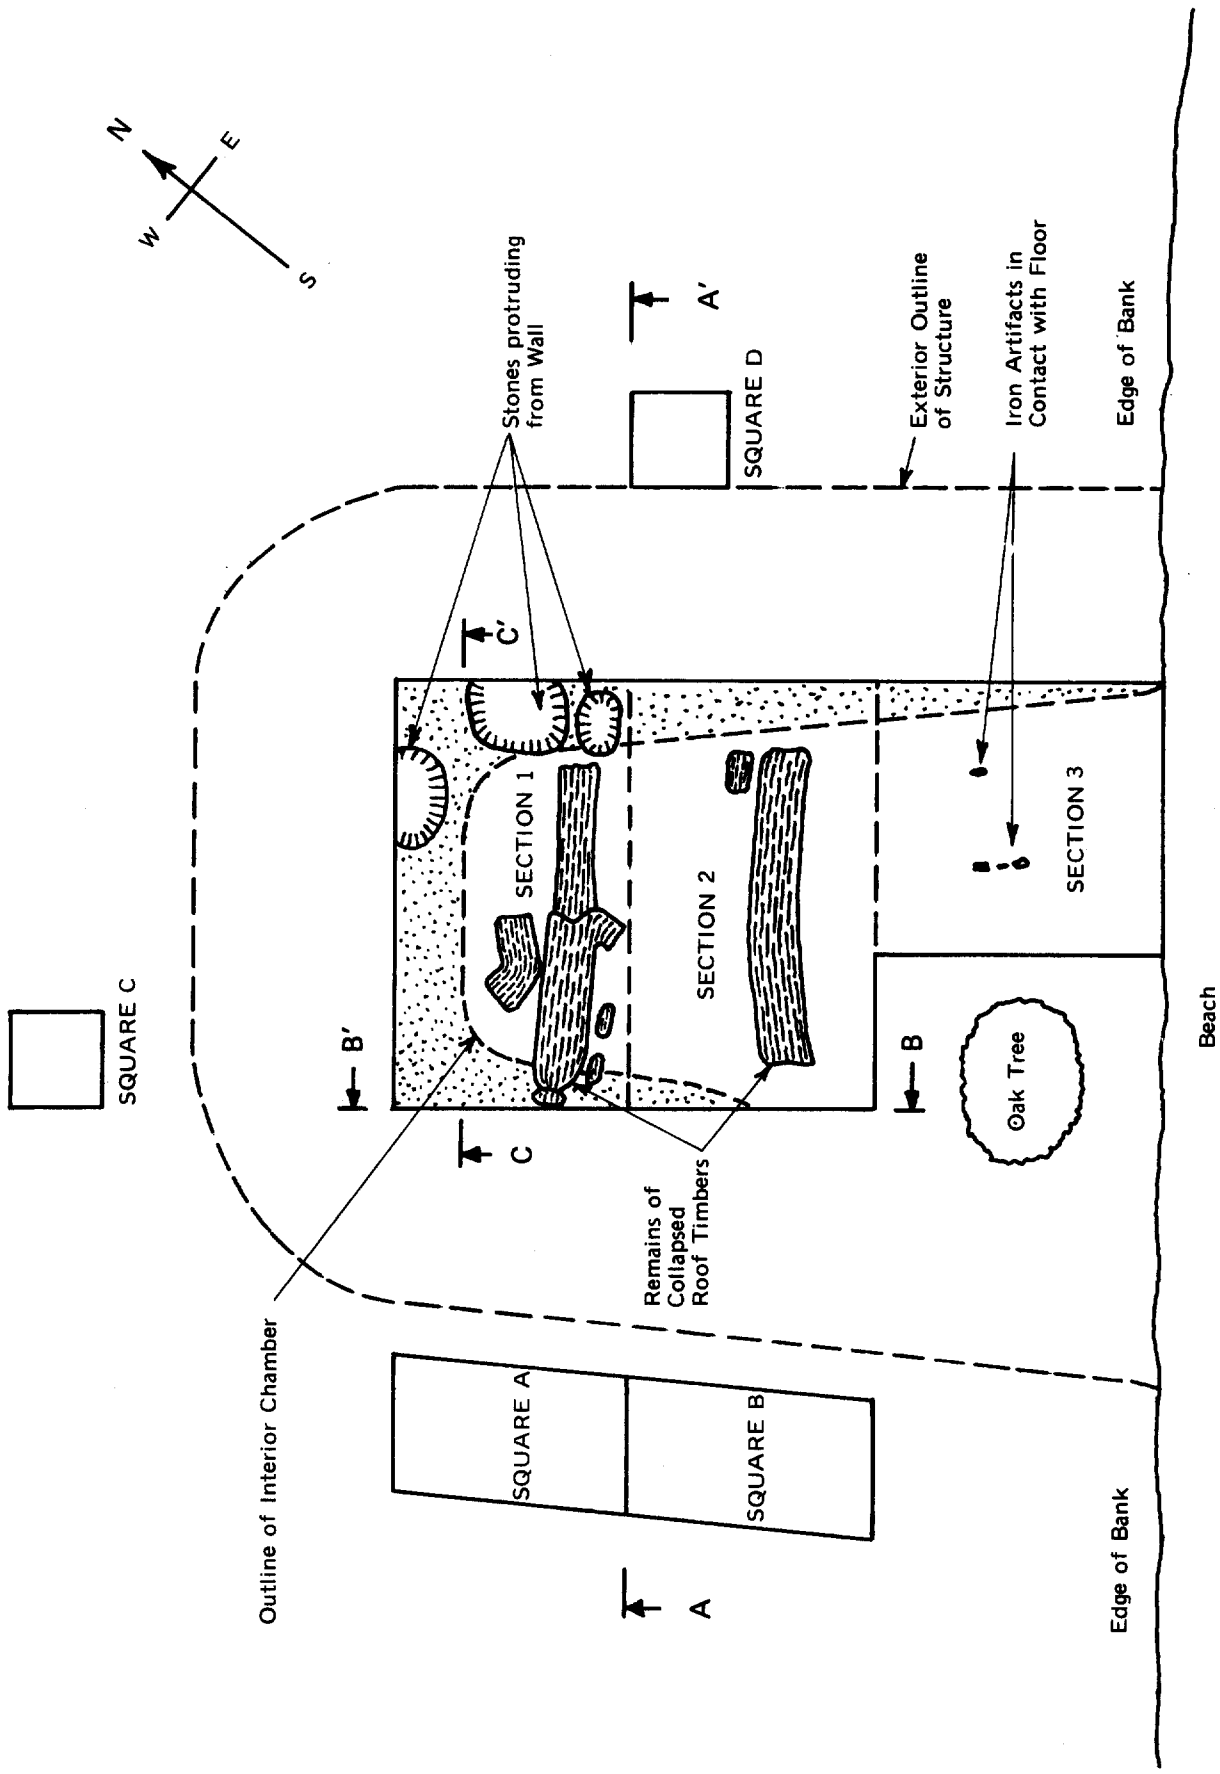 N
E
W
S
SQUARE C
B'
C'
C
Outline of Interior Chamber
Stones protruding
from Wall
SECTION 1
A'
SQUARE D
SQUARE A
SQUARE B
A
Remains of
Collapsed
Roof Timbers
SECTION 2
B
Exterior Outline
of Structure
Iron Artifacts in
Contact with Floor
SECTION 3
Oak Tree
Edge of Bank
Edge of Bank
Beach